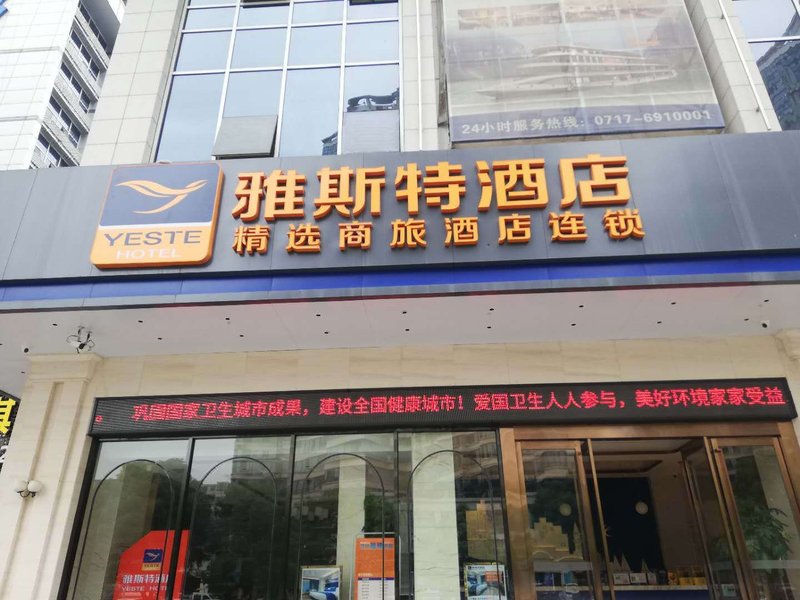 24小时服务热线：0717-6910001
雅斯特酒店
精选商旅酒店连锁
YESTE
HOTEL
。 巩固国家卫生城市成果，建设全国健康城市！爱国卫生人人参与，美好环境家家受益
雅斯特酒店
YESTE HOTEL